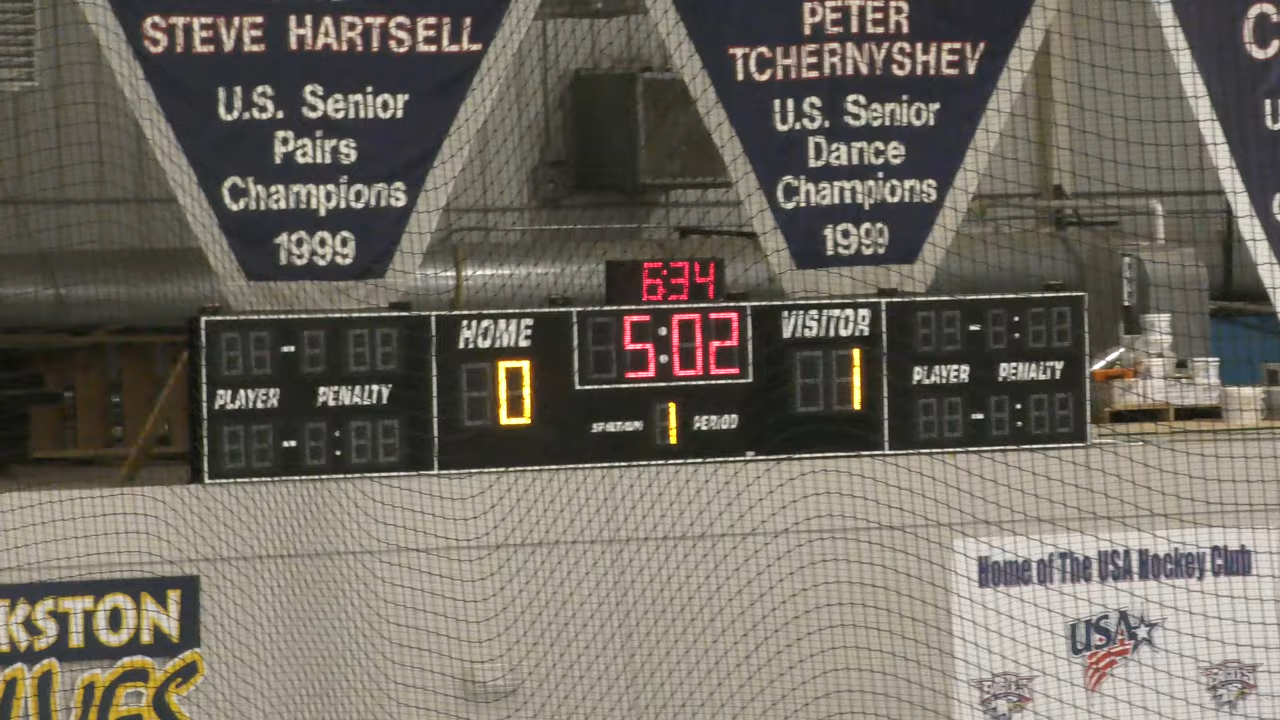 STEVE HARTSELL
U.S. Senior
Pairs
Champions
1999
PETER
TCHERNYSHEV
U.S. Senior
Dance
Champions
1999
C
6:34
HOME
5:02
VISITOR
0
1
PLAYER PENALTY
1 PERIOD
PLAYER PENALTY
KSTON
Home of The USA Hockey Club
USA